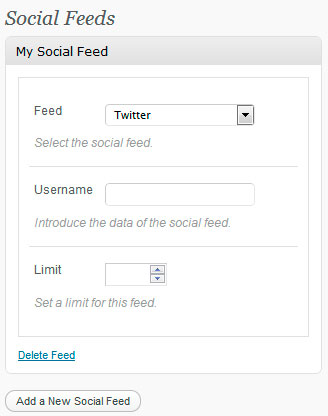 Social Feeds
My Social Feed
Feed
Twitter
Select the social feed.
Username
Introduce the data of the social feed.
Limit
Set a limit for this feed.
Delete Feed
Add a New Social Feed